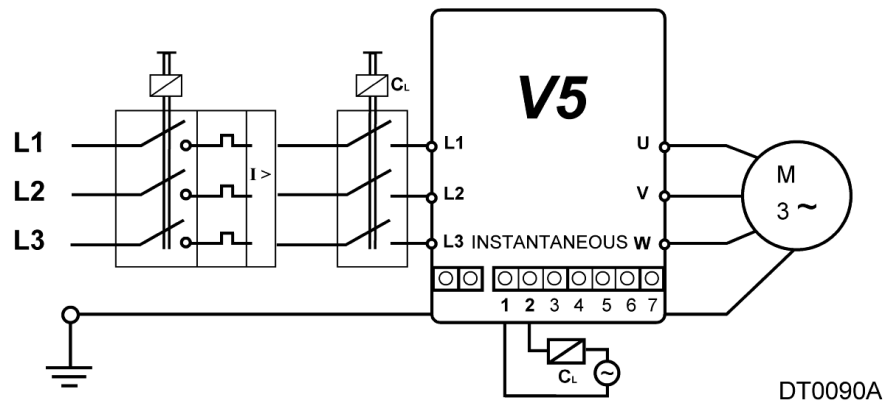 V5
CL
L1
L2
L3
I >
L1
L2
L3 INSTANTANEOUS W
U
V
M
3 ~
1 2 3 4 5 6 7
CL
~
DT0090A